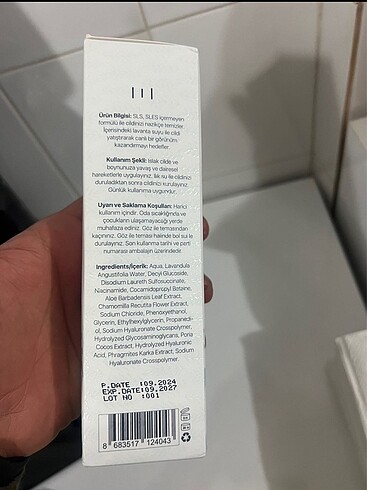 Ürün Bilgisi: SLS, SLES içermeyen
formülü ile cildinizi nazikçe temizler.
İçerisindeki lavanta suyu ile cildi
yatıştırarak canlı bir görünüm
kazandırmayı hedefler
Kullanım Şekli: Islak cilde ve
boynunuza yavaş ve dairesel
hareketlerle uygulayınız. Ilık su ile cildinizi
duruladıktan sonra cildinizi kurulayınız.
Günlük kullanıma uygundur.
Uyarı ve Saklama Koşulları: Harici
kullanım içindir. Oda sıcaklığında ve
çocukların ulaşamayacağı yerde
muhafaza ediniz. Göz ile temasından
kaçınınız. Göz ile teması halinde bol su ile
durulayınız. Son kullanma tarihi ve parti
numarası ambalajın üzerindedir.
Ingredients/İçerik: Aqua, Lavandula
Angustifolia Water, Decyl Glucoside,
Disodium Laureth Sulfosuccinate,
Niacinamide, Cocamidopropyl Betaine,
Aloe Barbadensis Leaf Extract,
Chamomilla Recutita Flower Extract,
Sodium Chloride, Phenoxyethanol,
Glycerin, Ethylhexylglycerin, Propanedi-
ol, Sodium Hyaluronate Crosspolymer,
Hydrolyzed Glycosaminoglycans, Poria
Cocos Extract, Hydrolyzed Hyaluronic
Acid, Phragmites Karka Extract, Sodium
Hyaluronate Crosspolymer.
P.DATE :09.2024
EXP.DATE:09.2027
LOT NO :001
8 683517 124043